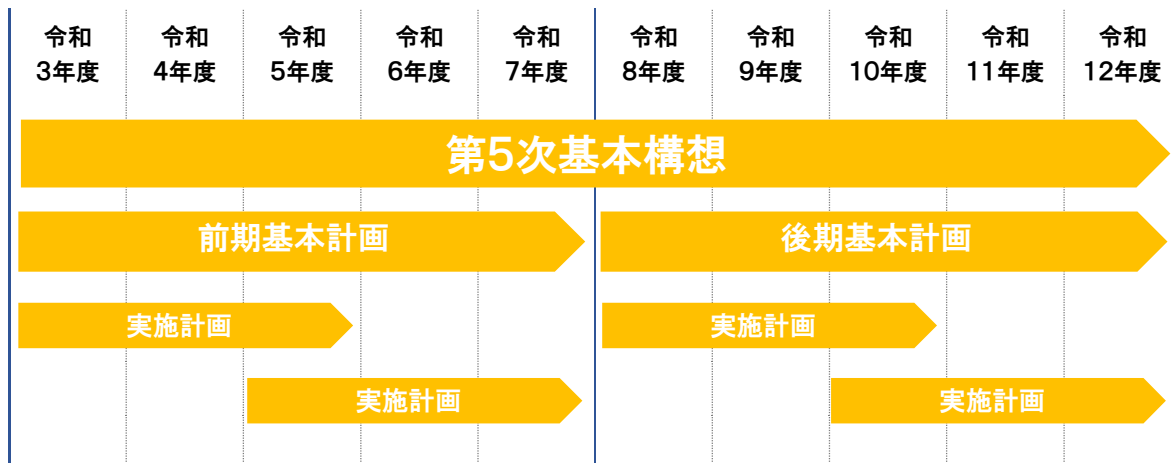 令和
3年度
令和
4年度
令和
5年度
令和
6年度
令和
7年度
令和
8年度
令和
9年度
令和
10年度
令和
11年度
令和
12年度
第5次基本構想
前期基本計画
後期基本計画
実施計画
実施計画
実施計画
実施計画